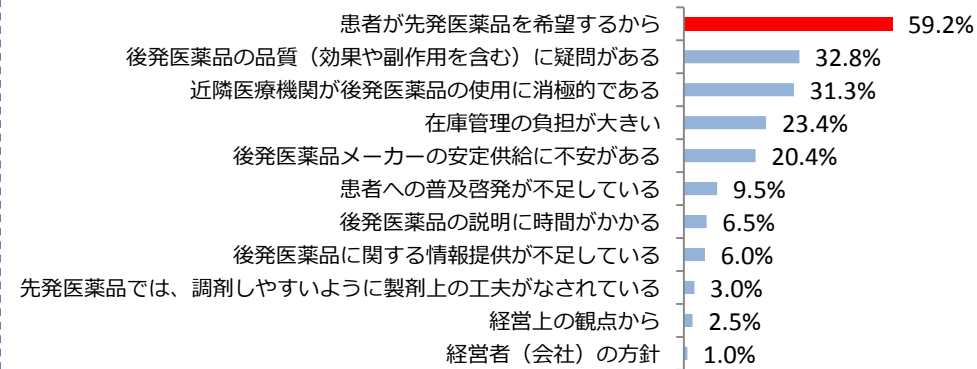 患者が先発医薬品を希望するから 59.2%
後発医薬品の品質（効果や副作用を含む）に疑問がある 32.8%
近隣医療機関が後発医薬品の使用に消極的である 31.3%
在庫管理の負担が大きい 23.4%
後発医薬品メーカーの安定供給に不安がある 20.4%
患者への普及啓発が不足している 9.5%
後発医薬品の説明に時間がかかる 6.5%
後発医薬品に関する情報提供が不足している 6.0%
先発医薬品では、調剤しやすいように製剤上の工夫がなされている 3.0%
経営上の観点から 2.5%
経営者（会社）の方針 1.0%